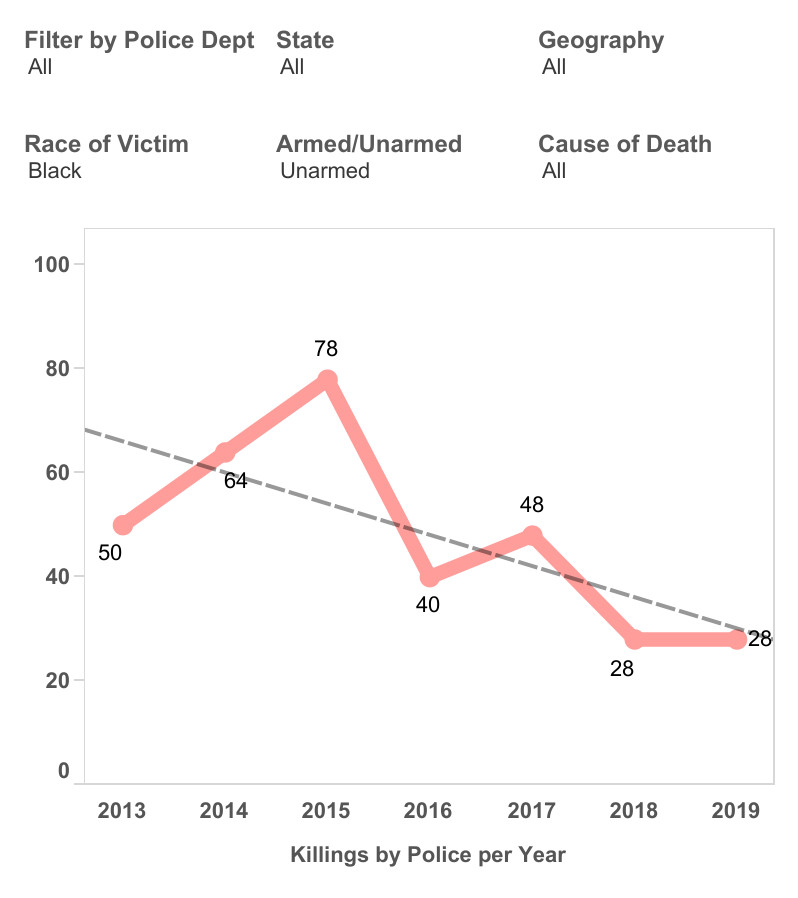 Filter by Police Dept State Geography
All All All
Race of Victim Armed/Unarmed Cause of Death
Black Unarmed All
100
78
80
64
60
50
48
40
40
28
28
20
0
2013 2014 2015 2016 2017 2018 2019
Killings by Police per Year